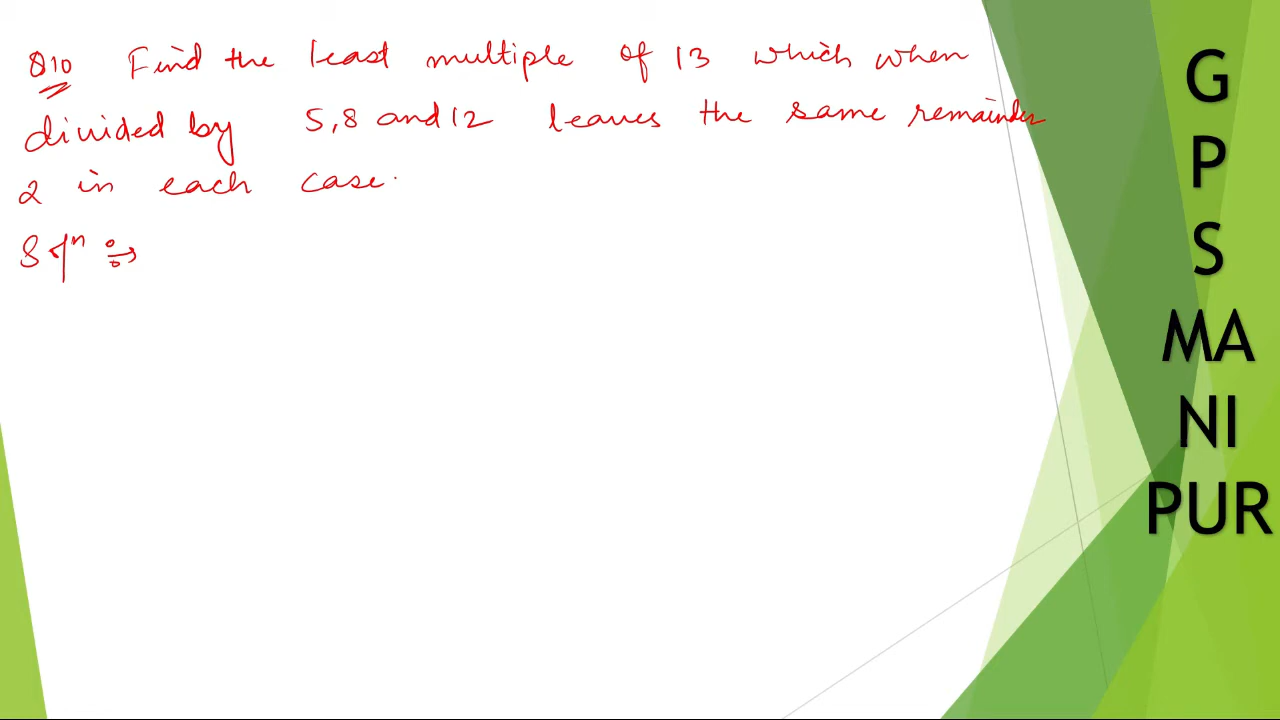 Q10 Find the least multiple of 13 which when
divided by 5,8 and 12 leaves the same remainder
2 in each case.
Solⁿ :→
G
P
S
MA
NI
PUR